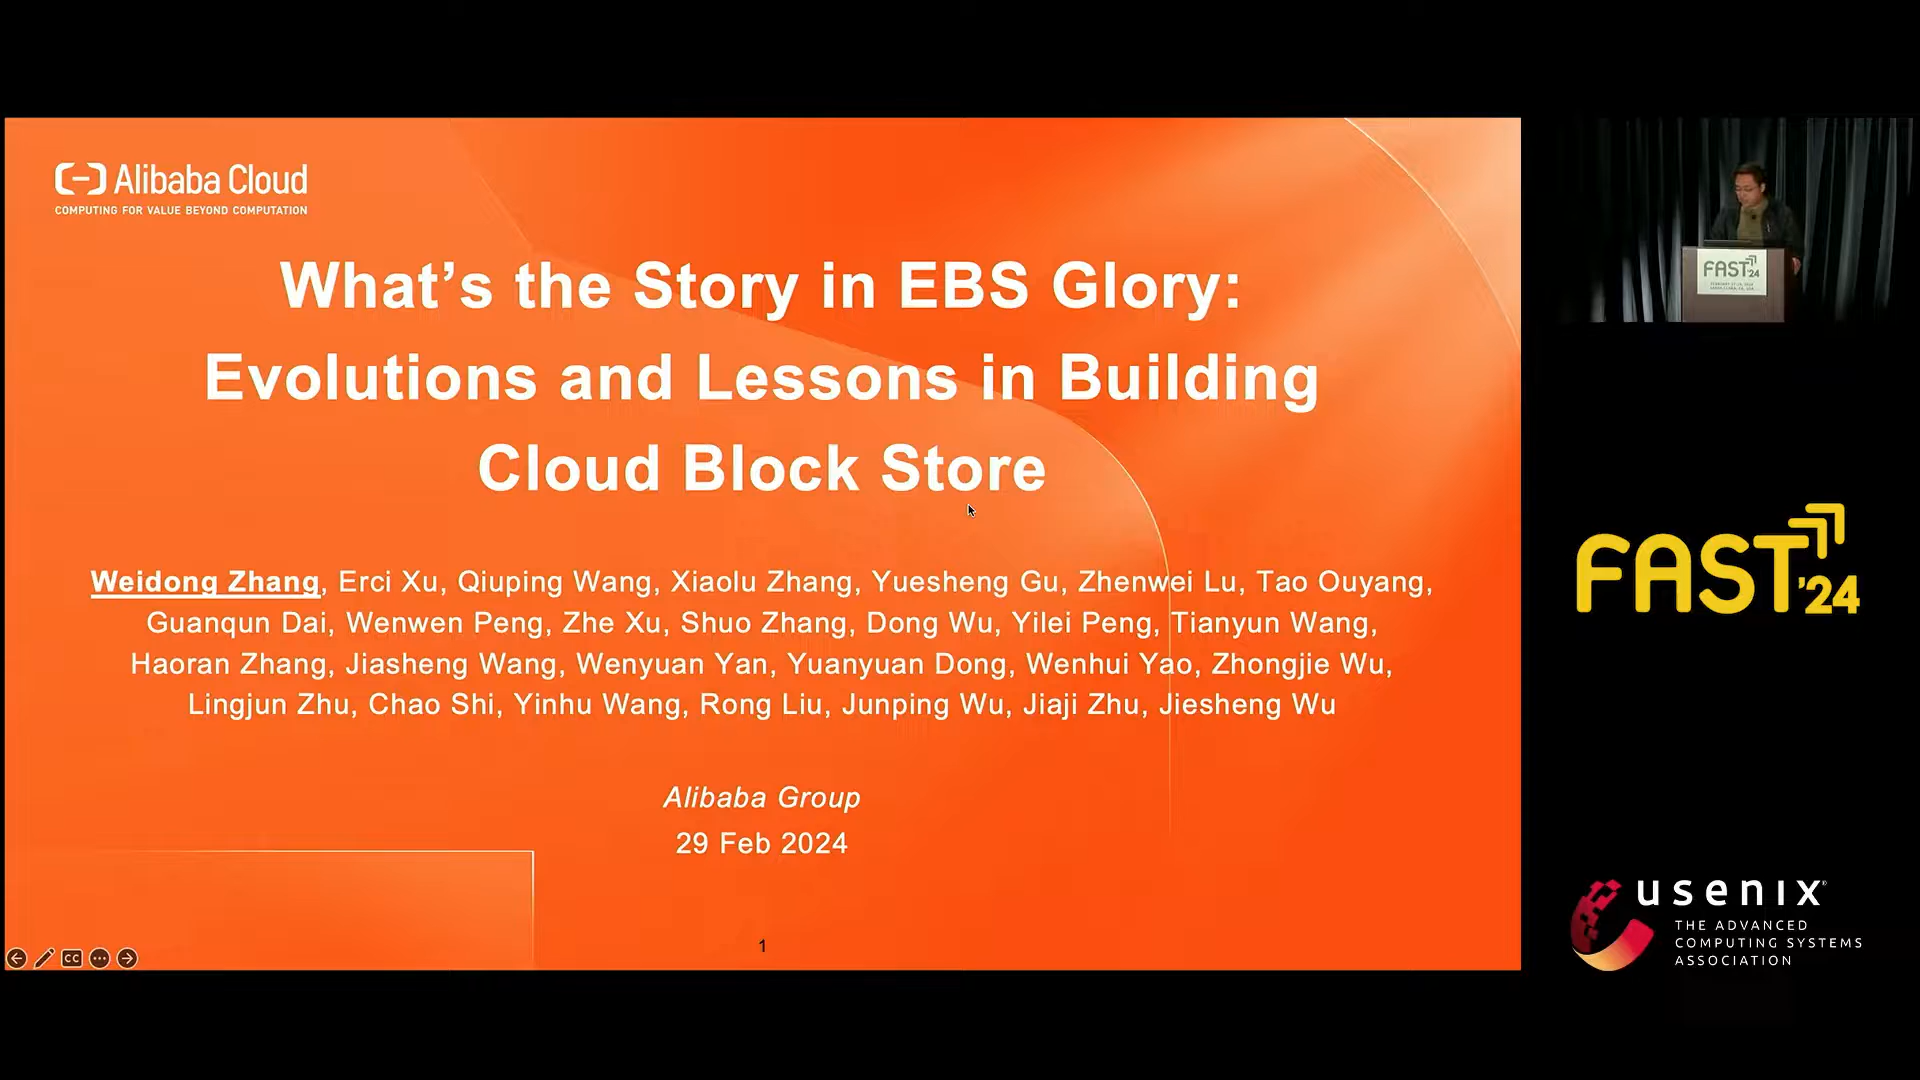 Alibaba Cloud
COMPUTING FOR VALUE BEYOND COMPUTATION
What’s the Story in EBS Glory:
Evolutions and Lessons in Building
Cloud Block Store
Weidong Zhang, Erci Xu, Qiuping Wang, Xiaolu Zhang, Yuesheng Gu, Zhenwei Lu, Tao Ouyang,
Guanqun Dai, Wenwen Peng, Zhe Xu, Shuo Zhang, Dong Wu, Yilei Peng, Tianyun Wang,
Haoran Zhang, Jiasheng Wang, Wenyuan Yan, Yuanyuan Dong, Wenhui Yao, Zhongjie Wu,
Lingjun Zhu, Chao Shi, Yinhu Wang, Rong Liu, Junping Wu, Jiaji Zhu, Jiesheng Wu
Alibaba Group
29 Feb 2024
1
CC
FAST '24
FAST '24
usenix®
THE ADVANCED
COMPUTING SYSTEMS
ASSOCIATION